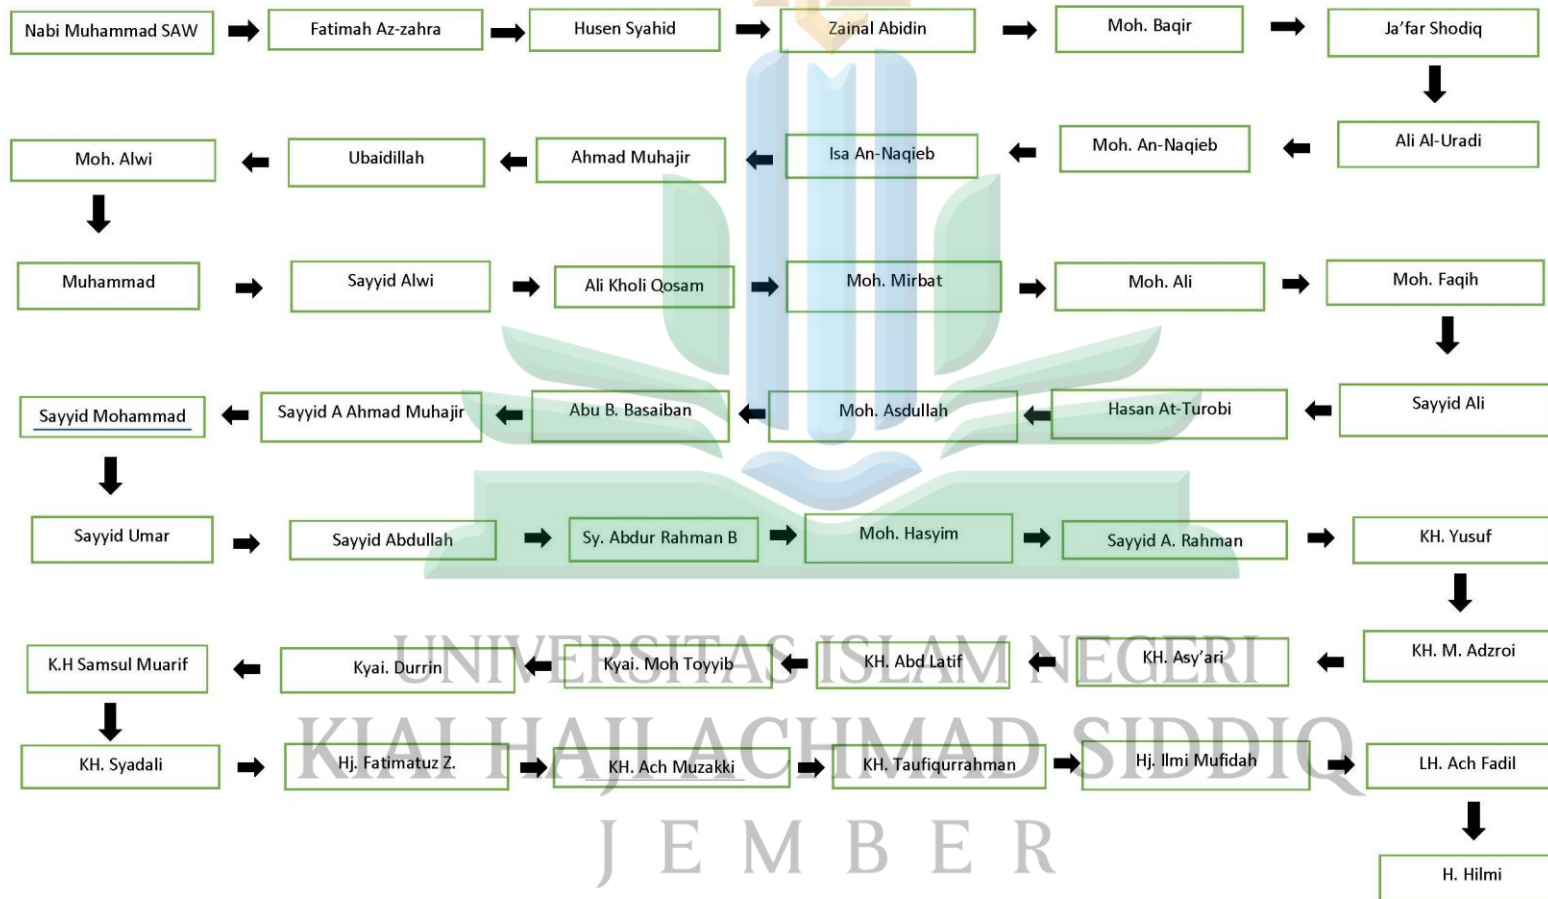 Nabi Muhammad SAW
Fatimah Az-zahra
Husen Syahid
Zainal Abidin
Moh. Baqir
Ja’far Shodiq
Ali Al-Uradi
Moh. An-Naqieb
Isa An-Naqieb
Ahmad Muhajir
Ubaidillah
Moh. Alwi
Muhammad
Sayyid Alwi
Ali Kholi Qosam
Moh. Mirbat
Moh. Ali
Moh. Faqih
Sayyid Ali
Hasan At-Turobi
Moh. Asdullah
Abu B. Basaiban
Sayyid A Ahmad Muhajir
Sayyid Mohammad
Sayyid Umar
Sayyid Abdullah
Sy. Abdur Rahman B
Moh. Hasyim
Sayyid A. Rahman
KH. Yusuf
KH. M. Adzroi
KH. Asy’ari
KH. Abd Latif
Kyai. Moh Toyyib
Kyai. Durrin
K.H Samsul Muarif
KH. Syadali
Hj. Fatimatuz Z.
KH. Ach Muzakki
KH. Taufiqurrahman
Hj. Ilmi Mufidah
LH. Ach Fadil
H. Hilmi
UNIVERSITAS ISLAM NEGERI
KIAI HAJI ACHMAD SIDDIQ
JEMBER